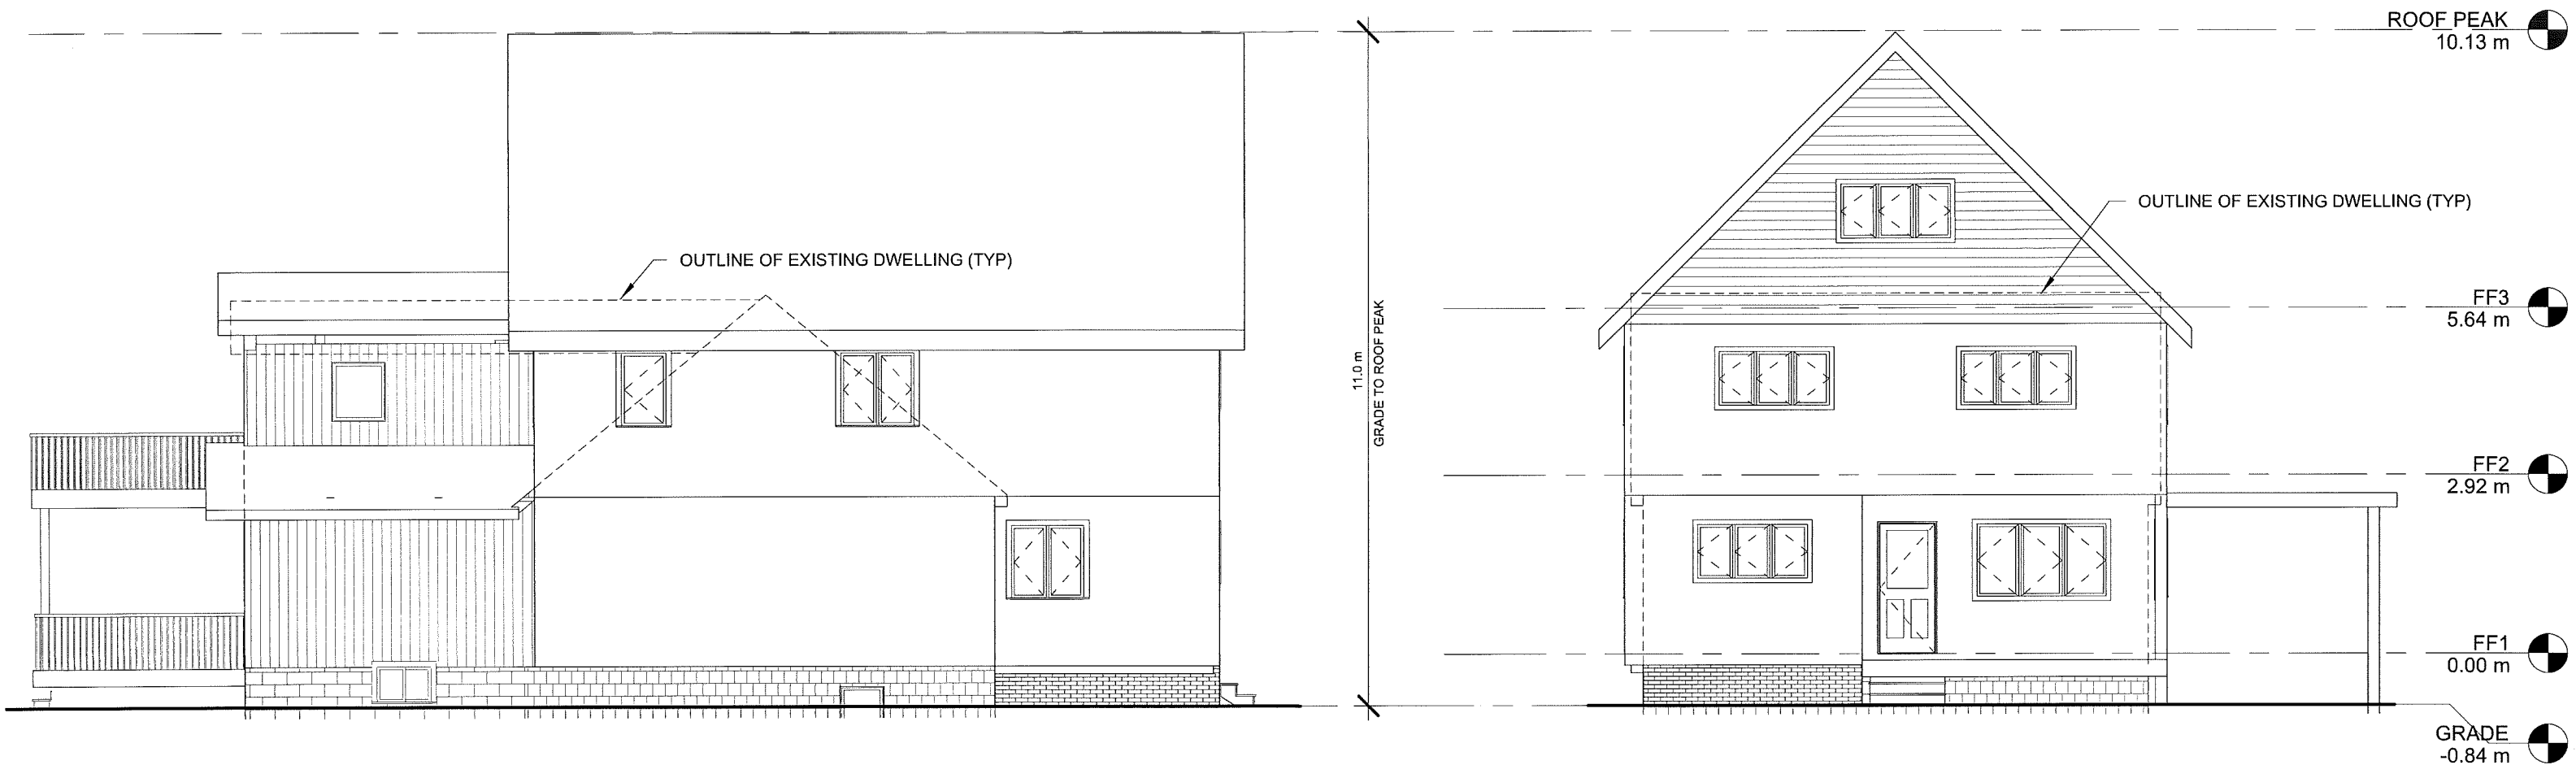 ROOF PEAK
10.13 m
OUTLINE OF EXISTING DWELLING (TYP)
OUTLINE OF EXISTING DWELLING (TYP)
11.0 m
GRADE TO ROOF PEAK
FF3
5.64 m
FF2
2.92 m
FF1
0.00 m
GRADE
-0.84 m